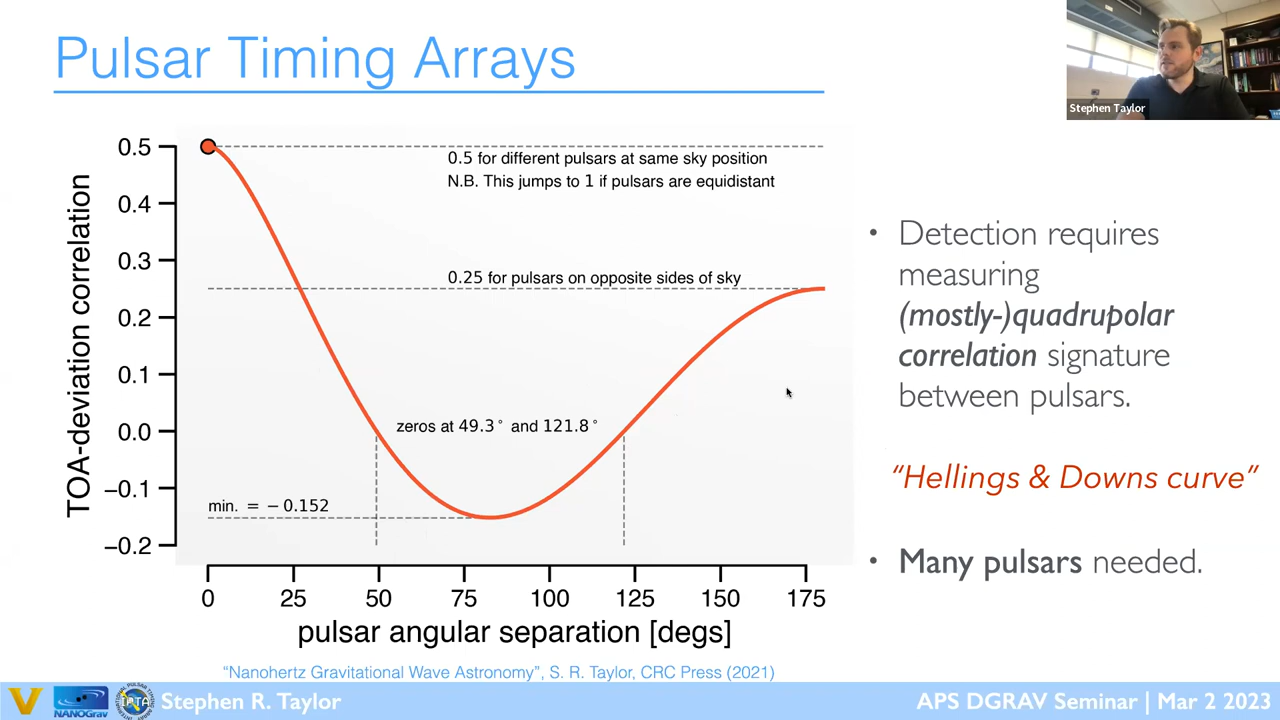 Pulsar Timing Arrays
Stephen Taylor
0.5
0.4
0.3
0.2
0.1
0.0
−0.1
−0.2
TOA-deviation correlation
0.5 for different pulsars at same sky position
N.B. This jumps to 1 if pulsars are equidistant
0.25 for pulsars on opposite sides of sky
zeros at 49.3° and 121.8°
min. = −0.152
0
25
50
75
100
125
150
175
pulsar angular separation [degs]
• Detection requires
measuring
(mostly-)quadrupolar
correlation signature
between pulsars.
“Hellings & Downs curve”
• Many pulsars needed.
“Nanohertz Gravitational Wave Astronomy”, S. R. Taylor, CRC Press (2021)
V
NANOGrav
IPTA
Stephen R. Taylor
APS DGRAV Seminar | Mar 2 2023